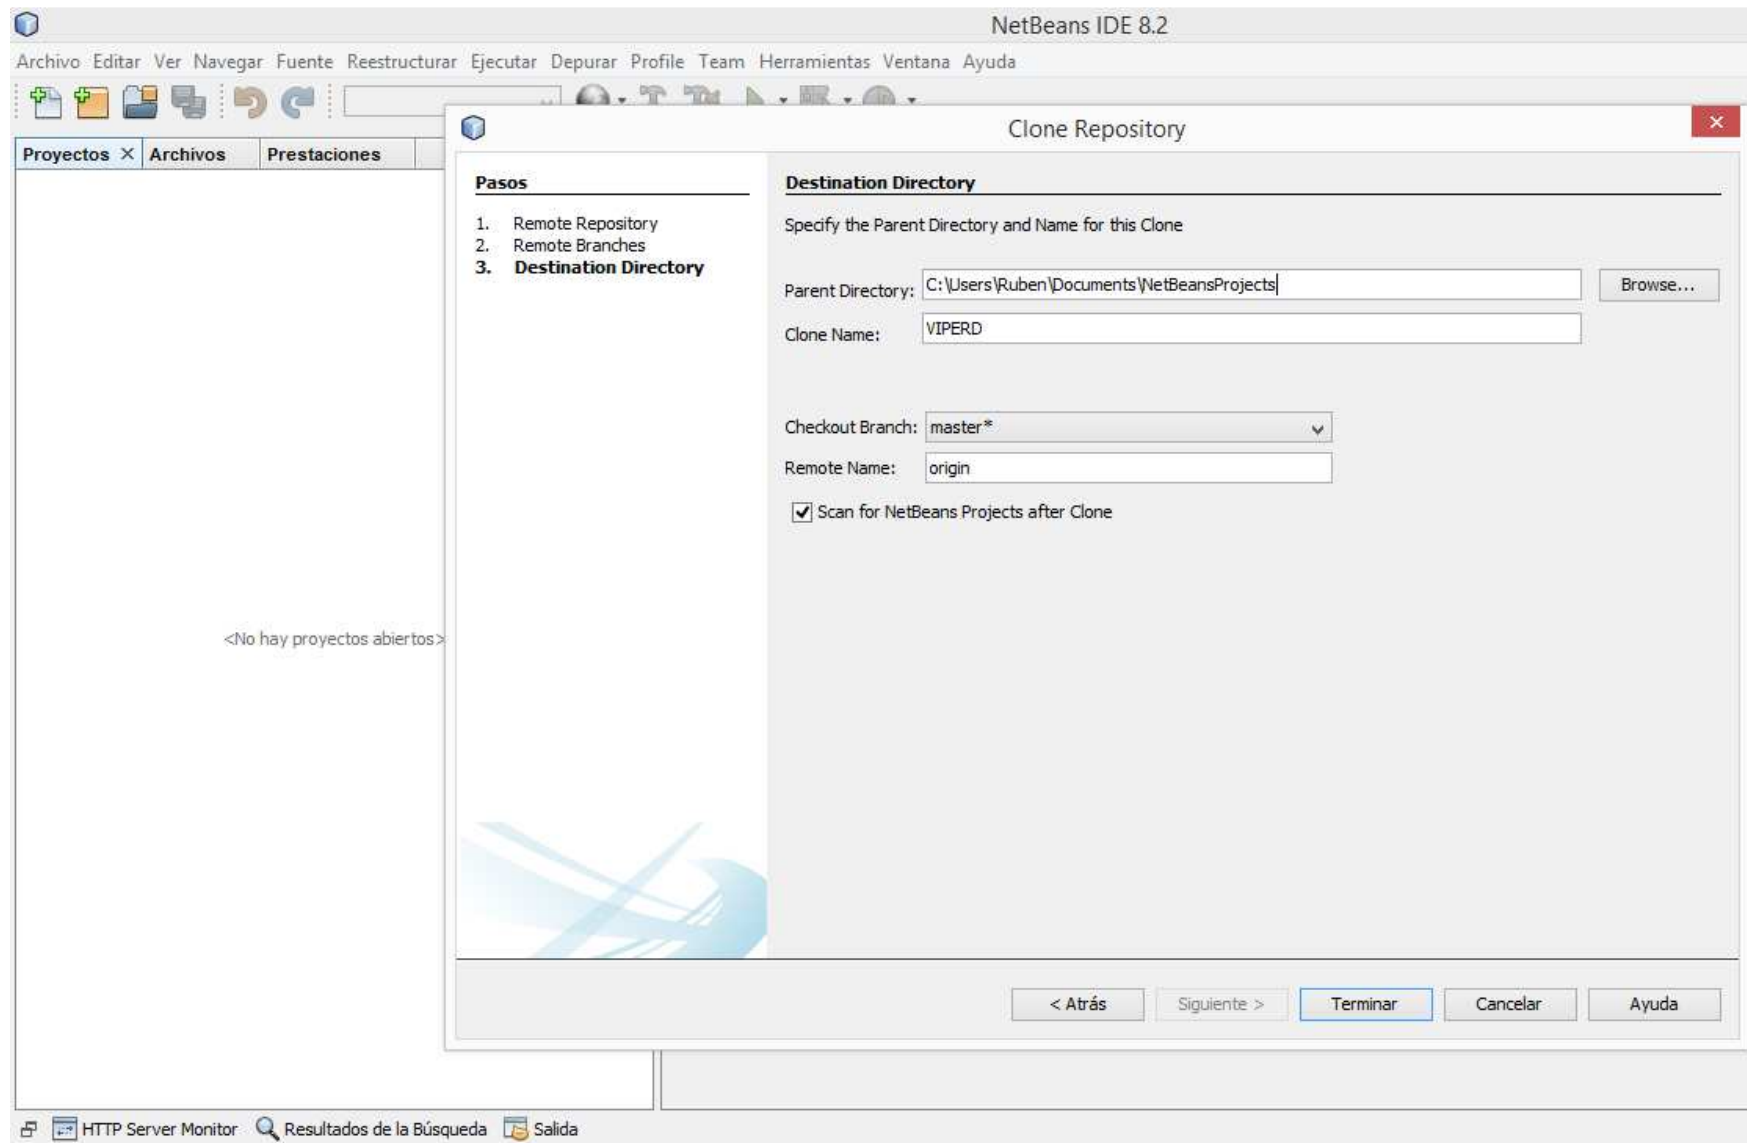 NetBeans IDE 8.2
Archivo Editar Ver Navegar Fuente Reestructurar Ejecutar Depurar Profile Team Herramientas Ventana Ayuda
Clone Repository
Proyectos Archivos Prestaciones
Pasos
1. Remote Repository
2. Remote Branches
3. Destination Directory
Destination Directory
Specify the Parent Directory and Name for this Clone
Parent Directory: C:\Users\Ruben\Documents\NetBeansProjects Browse...
Clone Name: VIPERD
Checkout Branch: master*
Remote Name: origin
Scan for NetBeans Projects after Clone
<No hay proyectos abiertos>
< Atrás Siguiente > Terminar Cancelar Ayuda
HTTP Server Monitor Resultados de la Búsqueda Salida